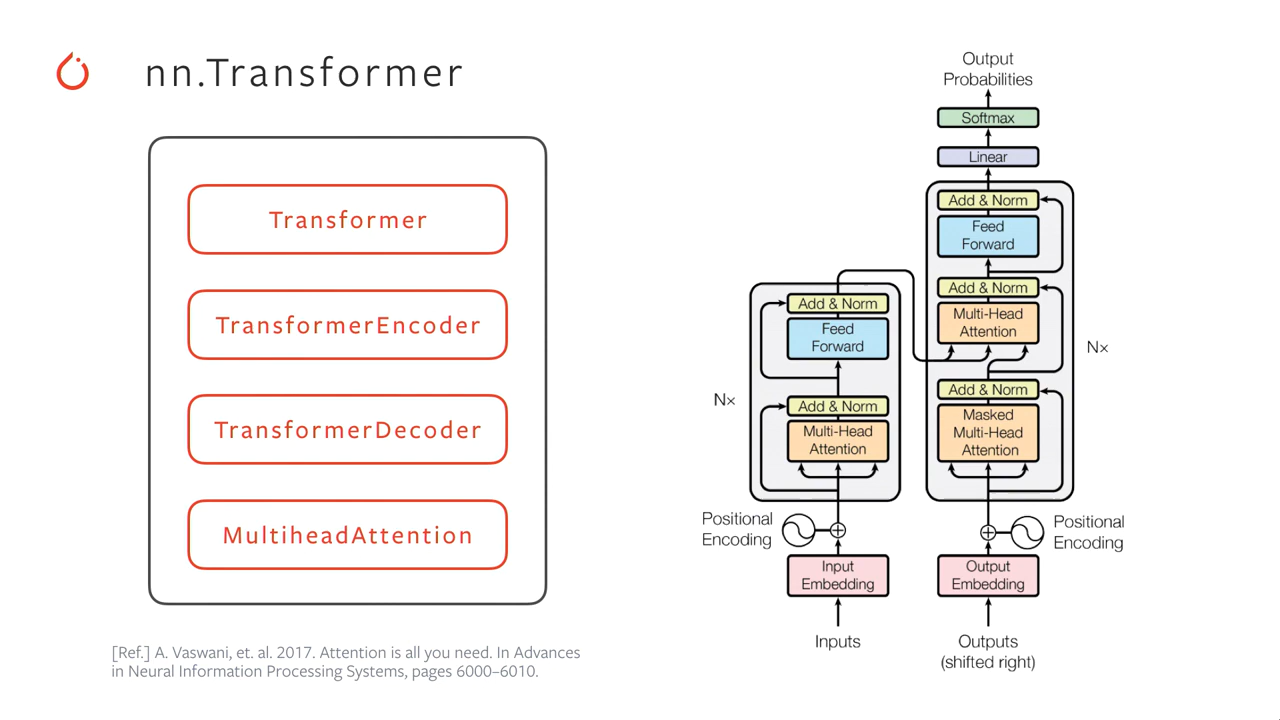 nn.Transformer
Transformer
TransformerEncoder
TransformerDecoder
MultiheadAttention
[Ref.] A. Vaswani, et. al. 2017. Attention is all you need. In Advances
in Neural Information Processing Systems, pages 6000–6010.
Output
Probabilities
Softmax
Linear
Add & Norm
Feed
Forward
Add & Norm
Multi-Head
Attention
Add & Norm
Masked
Multi-Head
Attention
N×
Positional
Encoding
Output
Embedding
Outputs
(shifted right)
Add & Norm
Feed
Forward
Add & Norm
Multi-Head
Attention
N×
Positional
Encoding
Input
Embedding
Inputs